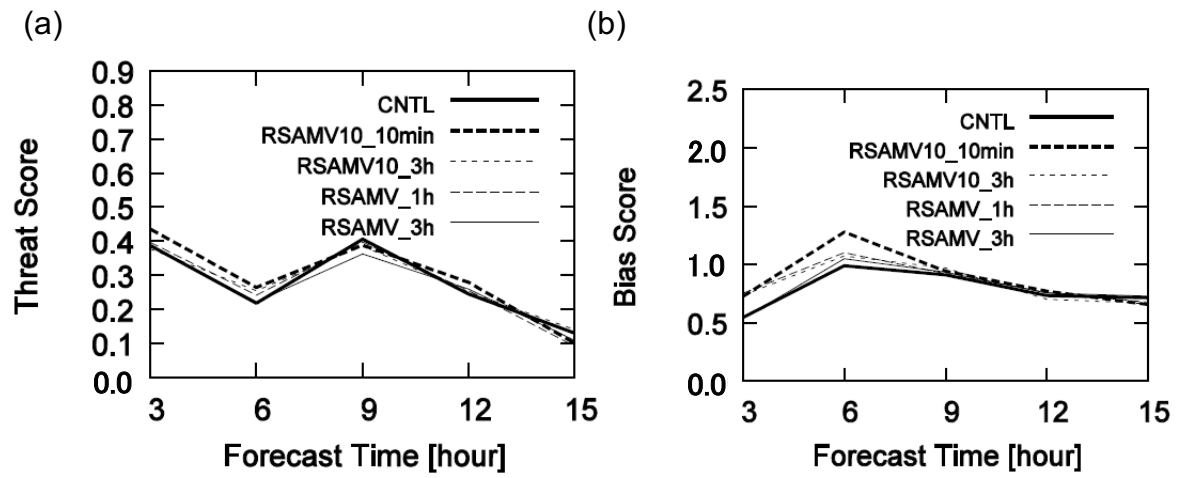 (a)
Threat Score
0.9
0.8
0.7
0.6
0.5
0.4
0.3
0.2
0.1
0.0
CNTL
RSAMV10_10min
RSAMV10_3h
RSAMV_1h
RSAMV_3h
3 6 9 12 15
Forecast Time [hour]
(b)
Bias Score
2.5
2.0
1.5
1.0
0.5
0.0
CNTL
RSAMV10_10min
RSAMV10_3h
RSAMV_1h
RSAMV_3h
3 6 9 12 15
Forecast Time [hour]